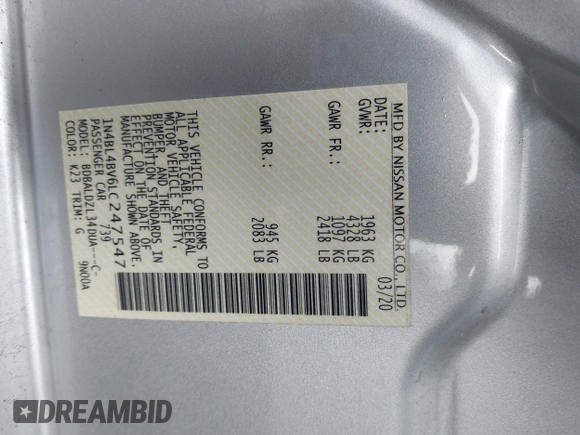 MFD BY NISSAN MOTOR CO., LTD.
DATE: 03/20
GVWR: 1963 KG
4328 LB
GAWR FR.: 1097 KG
2418 LB
GAWR RR.: 945 KG
2083 LB
THIS VEHICLE CONFORMS TO
ALL APPLICABLE FEDERAL
MOTOR VEHICLE SAFETY,
BUMPER, AND THEFT
PREVENTION STANDARDS IN
EFFECT ON THE DATE OF
MANUFACTURE SHOWN ABOVE.
1N4BL4BV6LC247547
PASSENGER CAR 739
MODEL: BDBALDZL34DUA---C-
COLOR: K23 TRIM: G 9N00A
DREAMBID